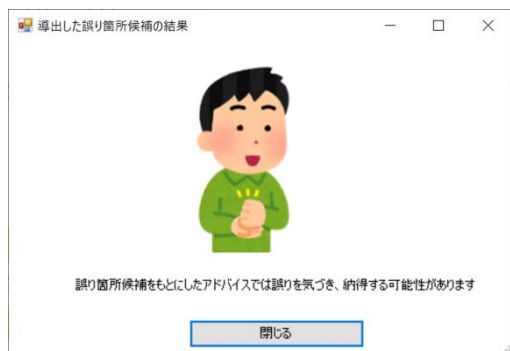 導出した誤り箇所候補の結果
誤り箇所候補をもとにしたアドバイスでは誤りを気づき、納得する可能性があります
閉じる